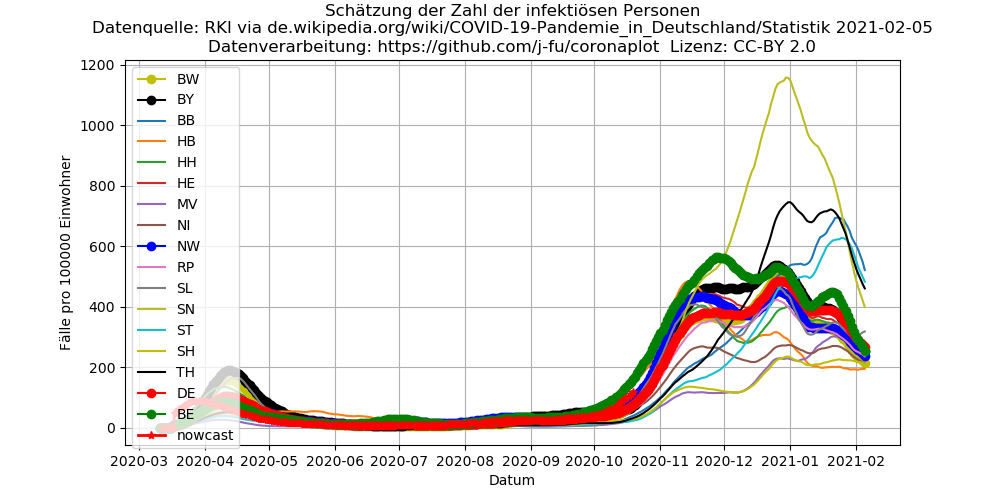 Schätzung der Zahl der infektiösen Personen
Datenquelle: RKI via de.wikipedia.org/wiki/COVID-19-Pandemie_in_Deutschland/Statistik 2021-02-05
Datenverarbeitung: https://github.com/j-fu/coronaplot Lizenz: CC-BY 2.0
Fälle pro 100000 Einwohner
1200
1000
800
600
400
200
0
BW
BY
BB
HB
HH
HE
MV
NI
NW
RP
SL
SN
ST
SH
TH
DE
BE
nowcast
2020-03 2020-04 2020-05 2020-06 2020-07 2020-08 2020-09 2020-10 2020-11 2020-12 2021-01 2021-02
Datum